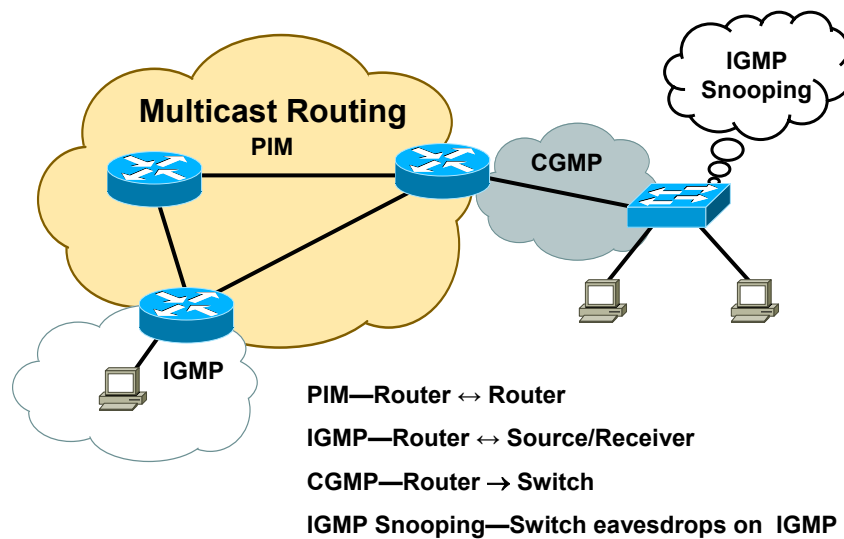 IGMP
Snooping
Multicast Routing
PIM
CGMP
IGMP
PIM—Router ↔ Router
IGMP—Router ↔ Source/Receiver
CGMP—Router → Switch
IGMP Snooping—Switch eavesdrops on IGMP